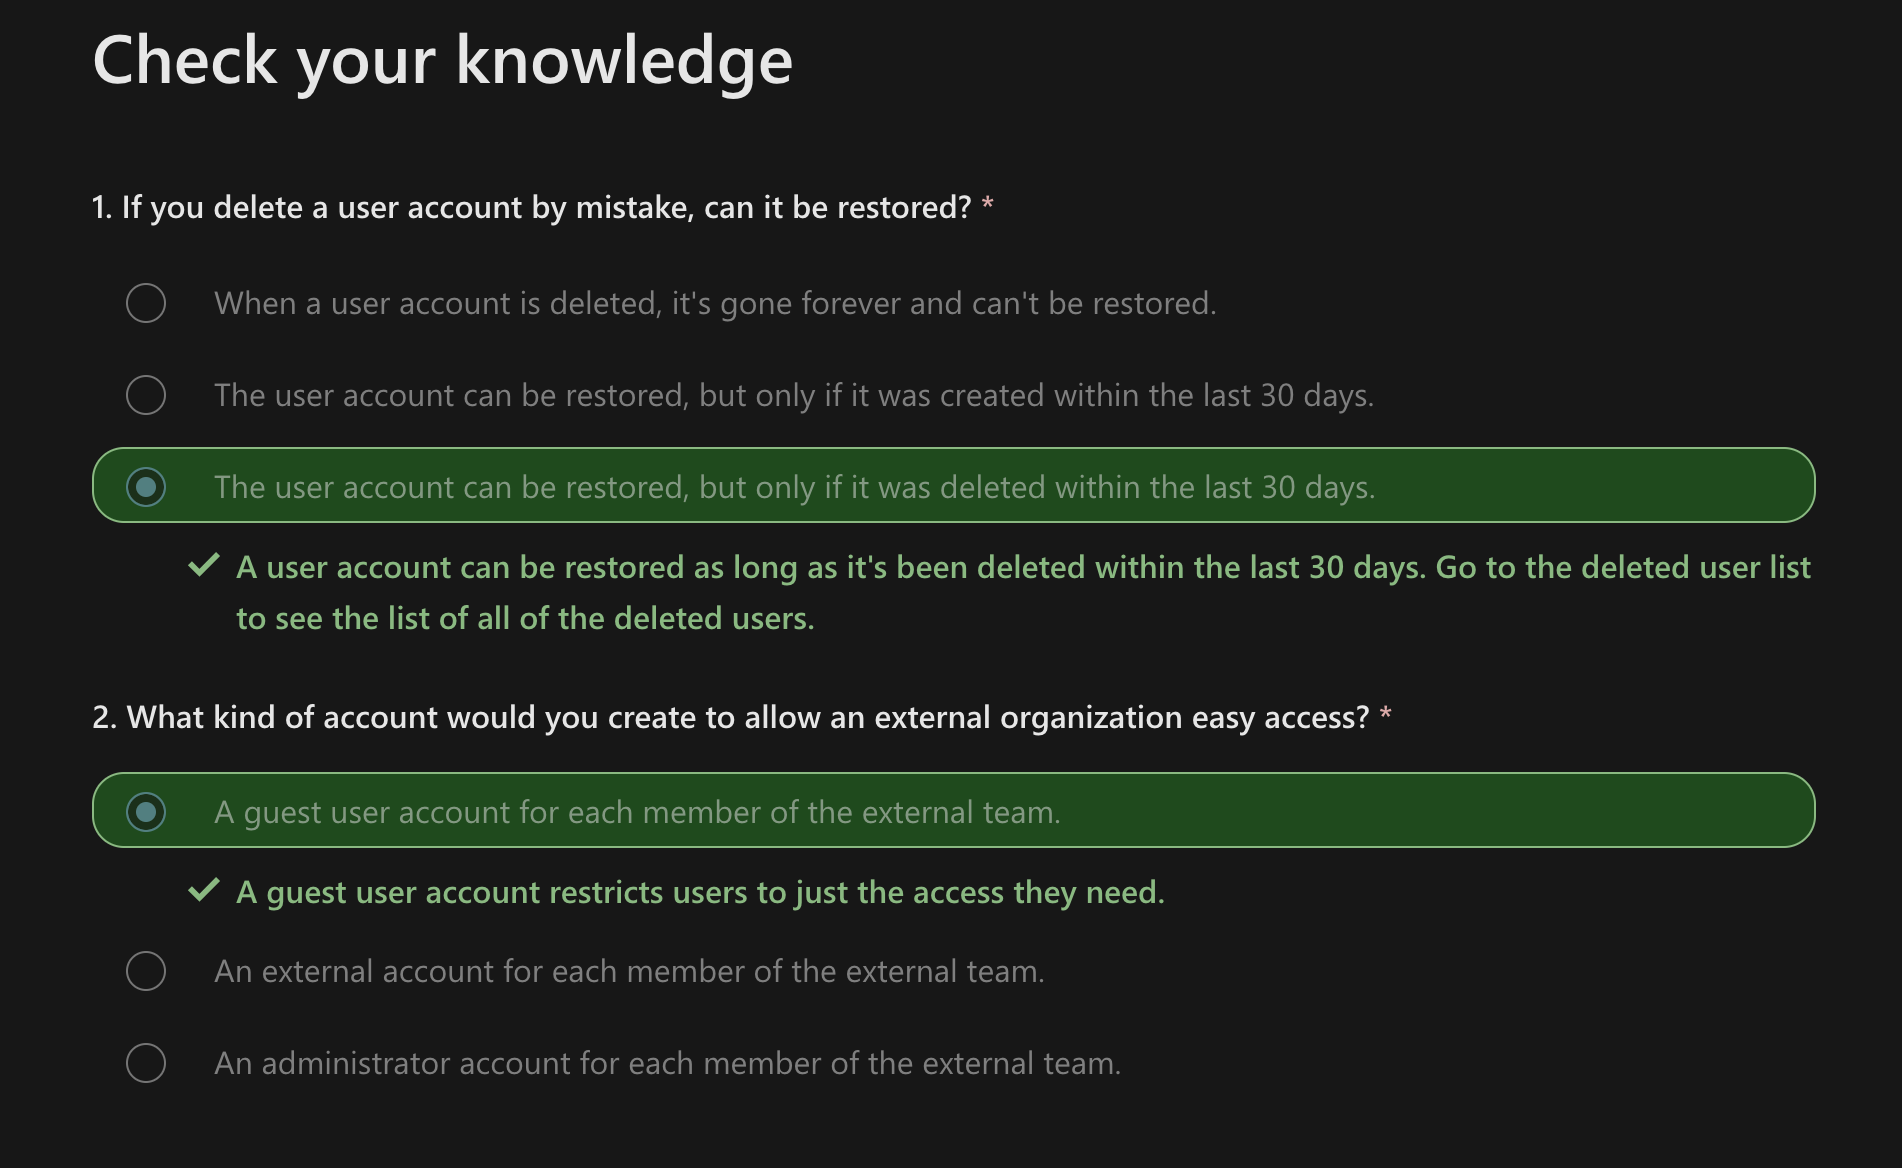 Check your knowledge
1. If you delete a user account by mistake, can it be restored? *
When a user account is deleted, it's gone forever and can't be restored.
The user account can be restored, but only if it was created within the last 30 days.
The user account can be restored, but only if it was deleted within the last 30 days.
A user account can be restored as long as it's been deleted within the last 30 days. Go to the deleted user list
to see the list of all of the deleted users.
2. What kind of account would you create to allow an external organization easy access? *
A guest user account for each member of the external team.
A guest user account restricts users to just the access they need.
An external account for each member of the external team.
An administrator account for each member of the external team.